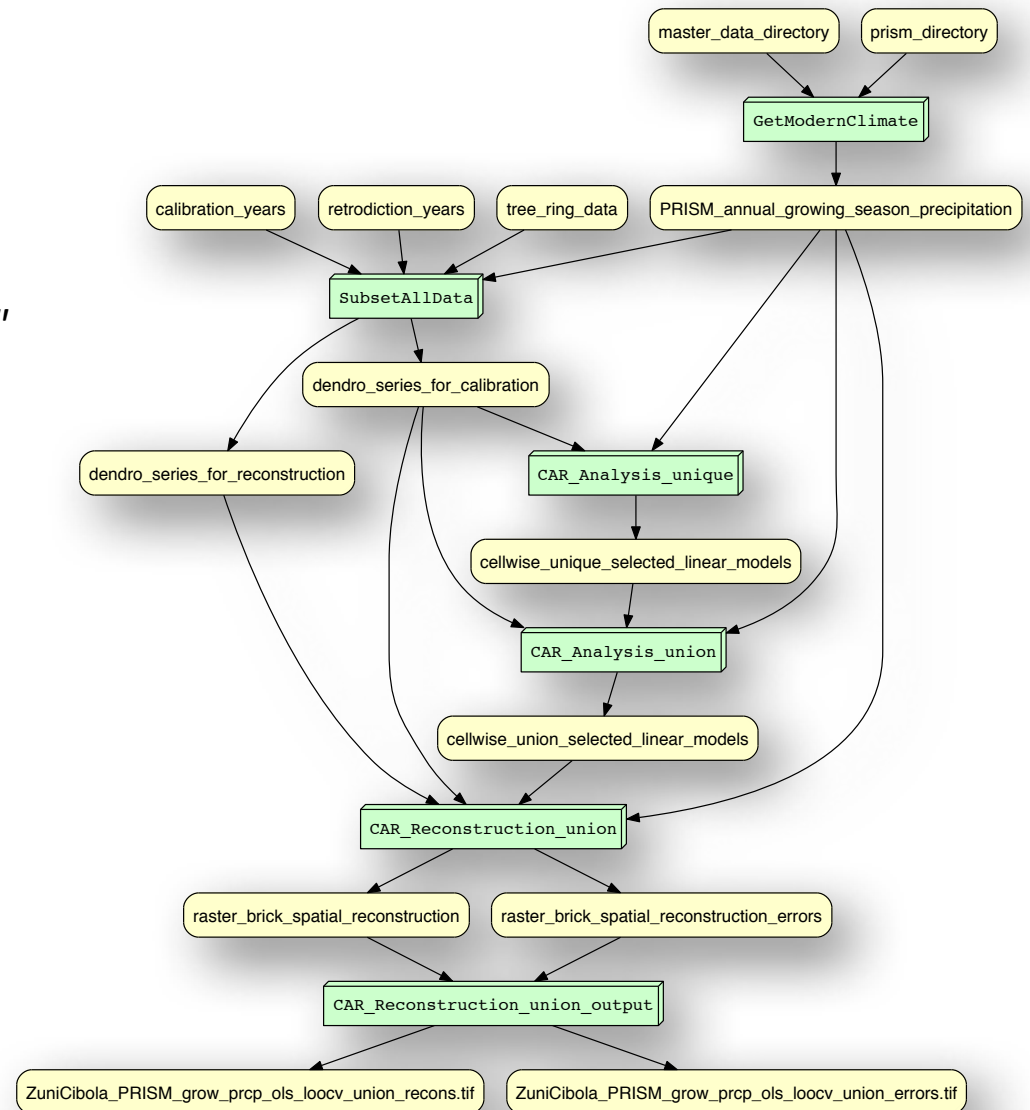 master_data_directory
prism_directory
GetModernClimate
calibration_years
retrodiction_years
tree_ring_data
PRISM_annual_growing_season_precipitation
SubsetAllData
"
dendro_series_for_calibration
dendro_series_for_reconstruction
CAR_Analysis_unique
cellwise_unique_selected_linear_models
CAR_Analysis_union
cellwise_union_selected_linear_models
CAR_Reconstruction_union
raster_brick_spatial_reconstruction
raster_brick_spatial_reconstruction_errors
CAR_Reconstruction_union_output
ZuniCibola_PRISM_grow_prcp_ols_loocv_union_recons.tif
ZuniCibola_PRISM_grow_prcp_ols_loocv_union_errors.tif